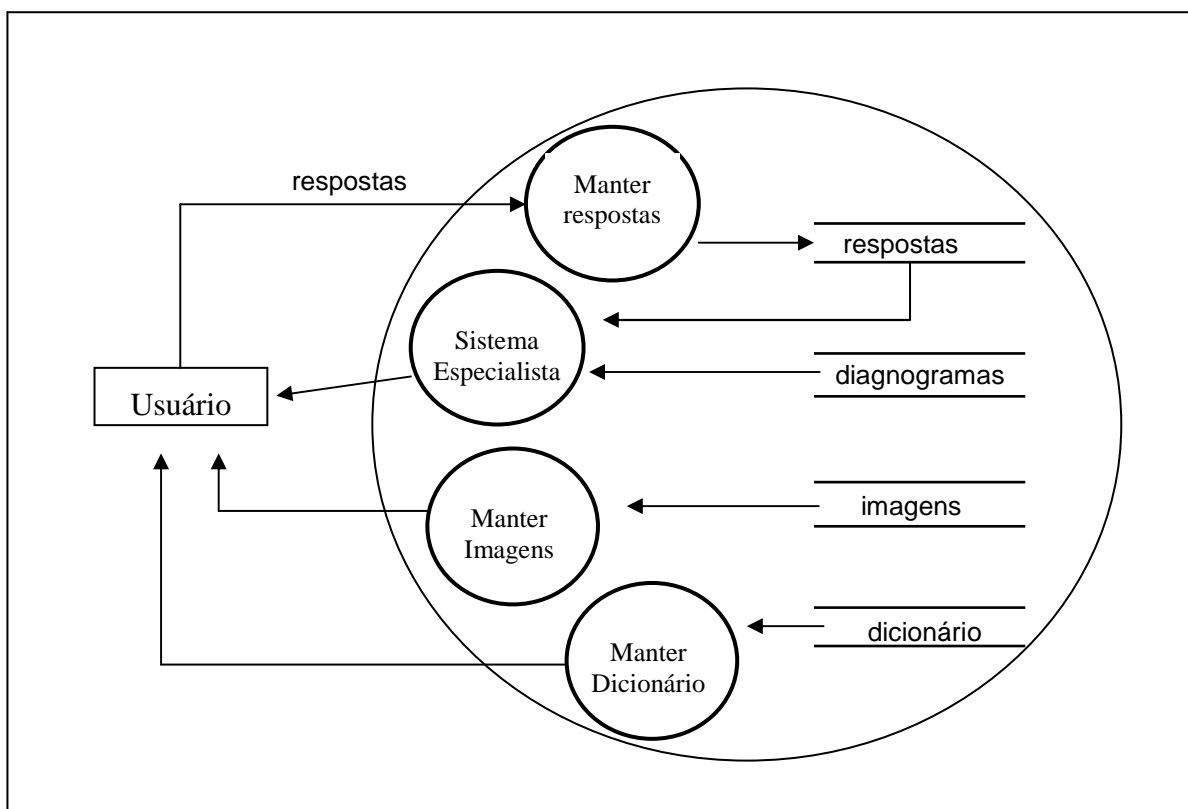 respostas
Manter
respostas
respostas
Sistema
Especialista
diagnogramas
Usuário
Manter
Imagens
imagens
Manter
Dicionário
dicionário